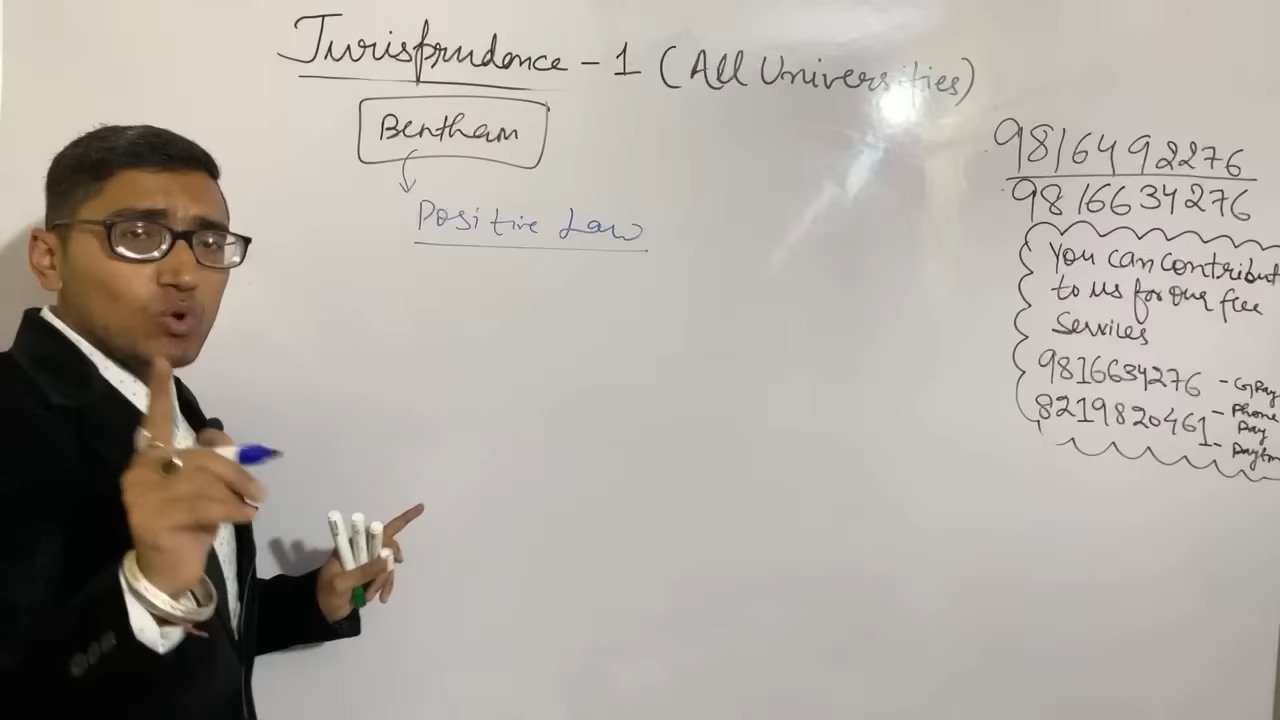 Jurisprudence - 1 (All Universities)
Bentham
Positive Law
9816492276
9816634276
You can contribut
to us for our free
Services
9816634276 - GPay
8219820461 - Phone
Pay
- Paytm